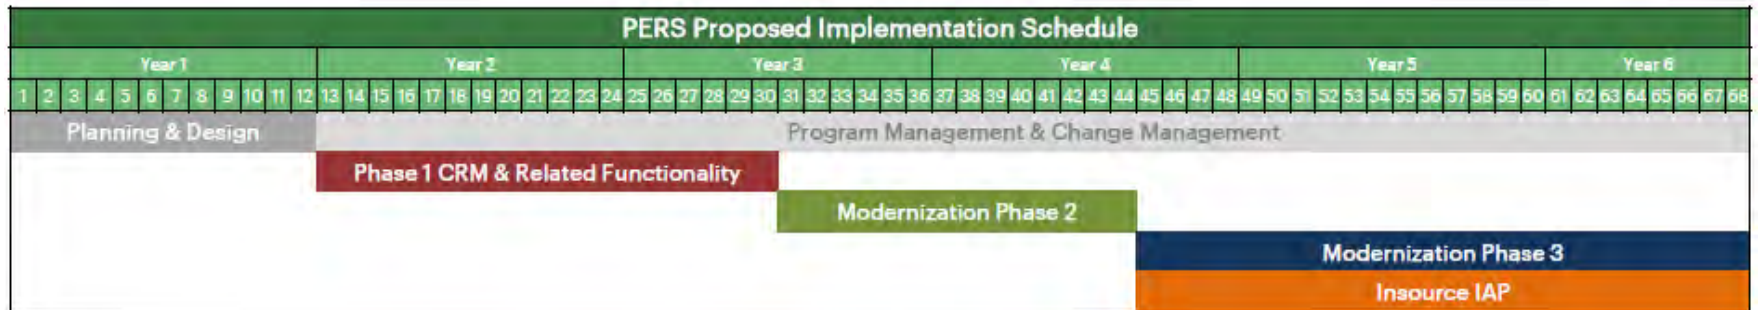 PERS Proposed Implementation Schedule
Year 1 Year 2 Year 3 Year 4 Year 5 Year 6
1 2 3 4 5 6 7 8 9 10 11 12 13 14 15 16 17 18 19 20 21 22 23 24 25 26 27 28 29 30 31 32 33 34 35 36 37 38 39 40 41 42 43 44 45 46 47 48 49 50 51 52 53 54 55 56 57 58 59 60 61 62 63 64 65 66 67 68
Planning & Design Program Management & Change Management
Phase 1 CRM & Related Functionality
Modernization Phase 2
Modernization Phase 3
Insource IAP